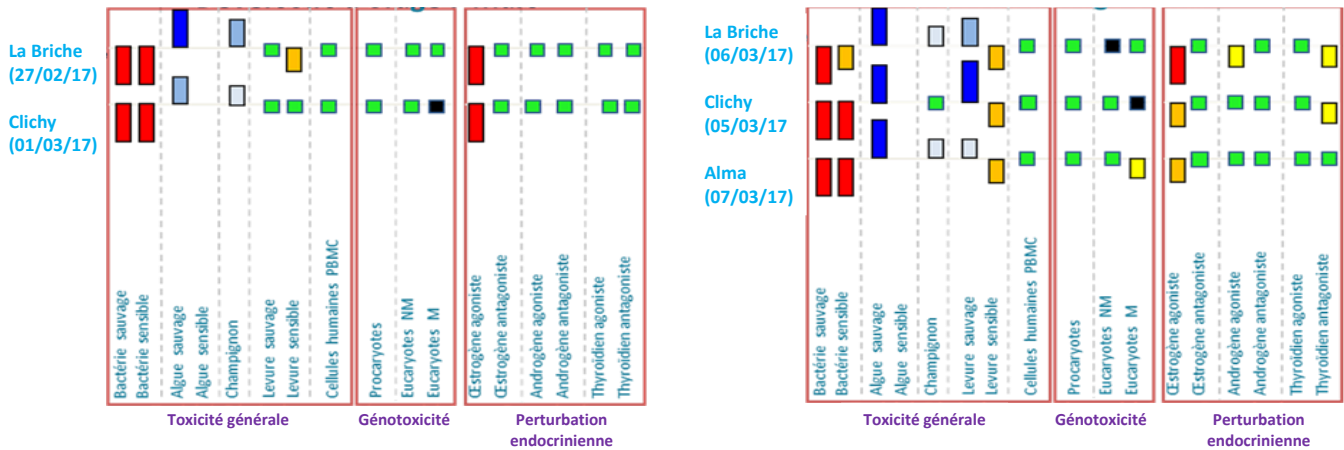 La Briche
(27/02/17)
Clichy
(01/03/17)
Bactérie sauvage
Bactérie sensible
Algue sauvage
Algue sensible
Champignon
Levure sauvage
Levure sensible
Cellules humaines PBMC
Procaryotes
Eucaryotes NM
Eucaryotes M
Œstrogène agoniste
Œstrogène antagoniste
Androgène agoniste
Androgène antagoniste
Thyroidien agoniste
Thyroidien antagoniste
Toxicité générale
Génotoxicité
Perturbation
endocrinienne
La Briche
(06/03/17)
Clichy
(05/03/17
Alma
(07/03/17)
Bactérie sauvage
Bactérie sensible
Algue sauvage
Algue sensible
Champignon
Levure sauvage
Levure sensible
Cellules humaines PBMC
Procaryotes
Eucaryotes NM
Eucaryotes M
Œstrogène agoniste
Œstrogène antagoniste
Androgène agoniste
Androgène antagoniste
Thyroidien agoniste
Thyroidien antagoniste
Toxicité générale
Génotoxicité
Perturbation
endocrinienne